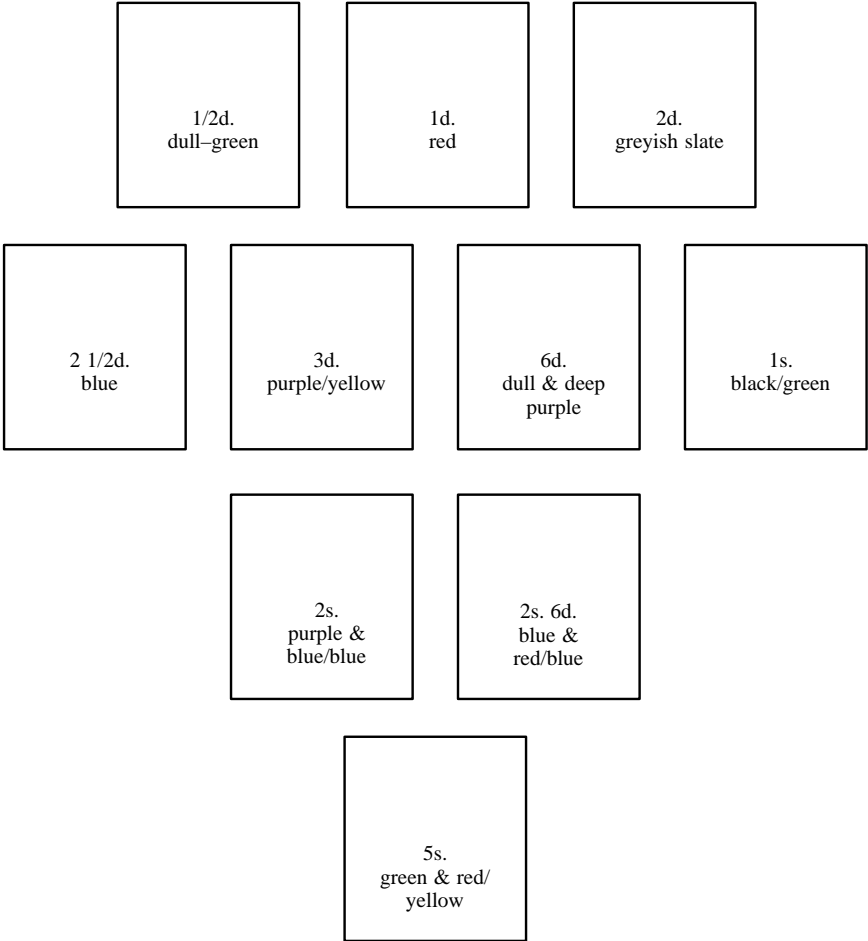 1/2d.
dull–green
1d.
red
2d.
greyish slate
2 1/2d.
blue
3d.
purple/yellow
6d.
dull & deep
purple
1s.
black/green
2s.
purple &
blue/blue
2s. 6d.
blue &
red/blue
5s.
green & red/
yellow